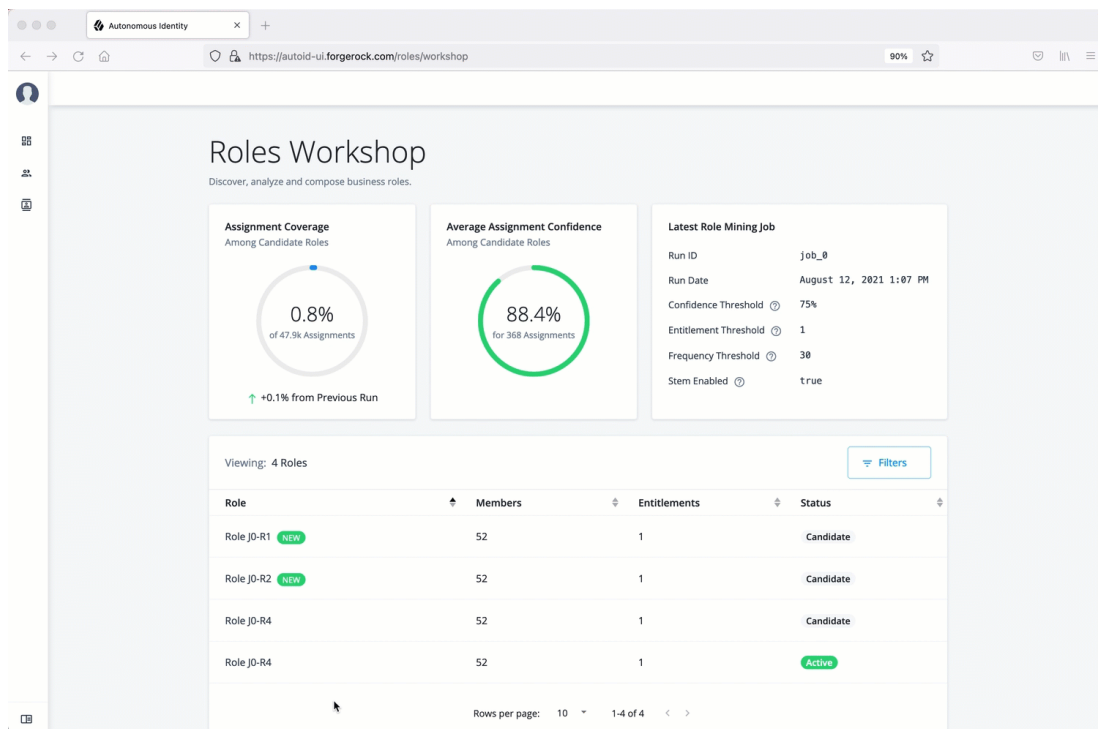 Autonomous Identity
https://autoid-ui.forgerock.com/roles/workshop
90%
Roles Workshop
Discover, analyze and compose business roles.
Assignment Coverage
Among Candidate Roles
0.8%
of 47.9k Assignments
+0.1% from Previous Run
Average Assignment Confidence
Among Candidate Roles
88.4%
for 368 Assignments
Latest Role Mining Job
Run ID job_0
Run Date August 12, 2021 1:07 PM
Confidence Threshold ? 75%
Entitlement Threshold ? 1
Frequency Threshold ? 30
Stem Enabled ? true
Viewing: 4 Roles
Filters
Role Members Entitlements Status
Role J0-R1 NEW 52 1 Candidate
Role J0-R2 NEW 52 1 Candidate
Role J0-R4 52 1 Candidate
Role J0-R4 52 1 Active
Rows per page: 10 1-4 of 4